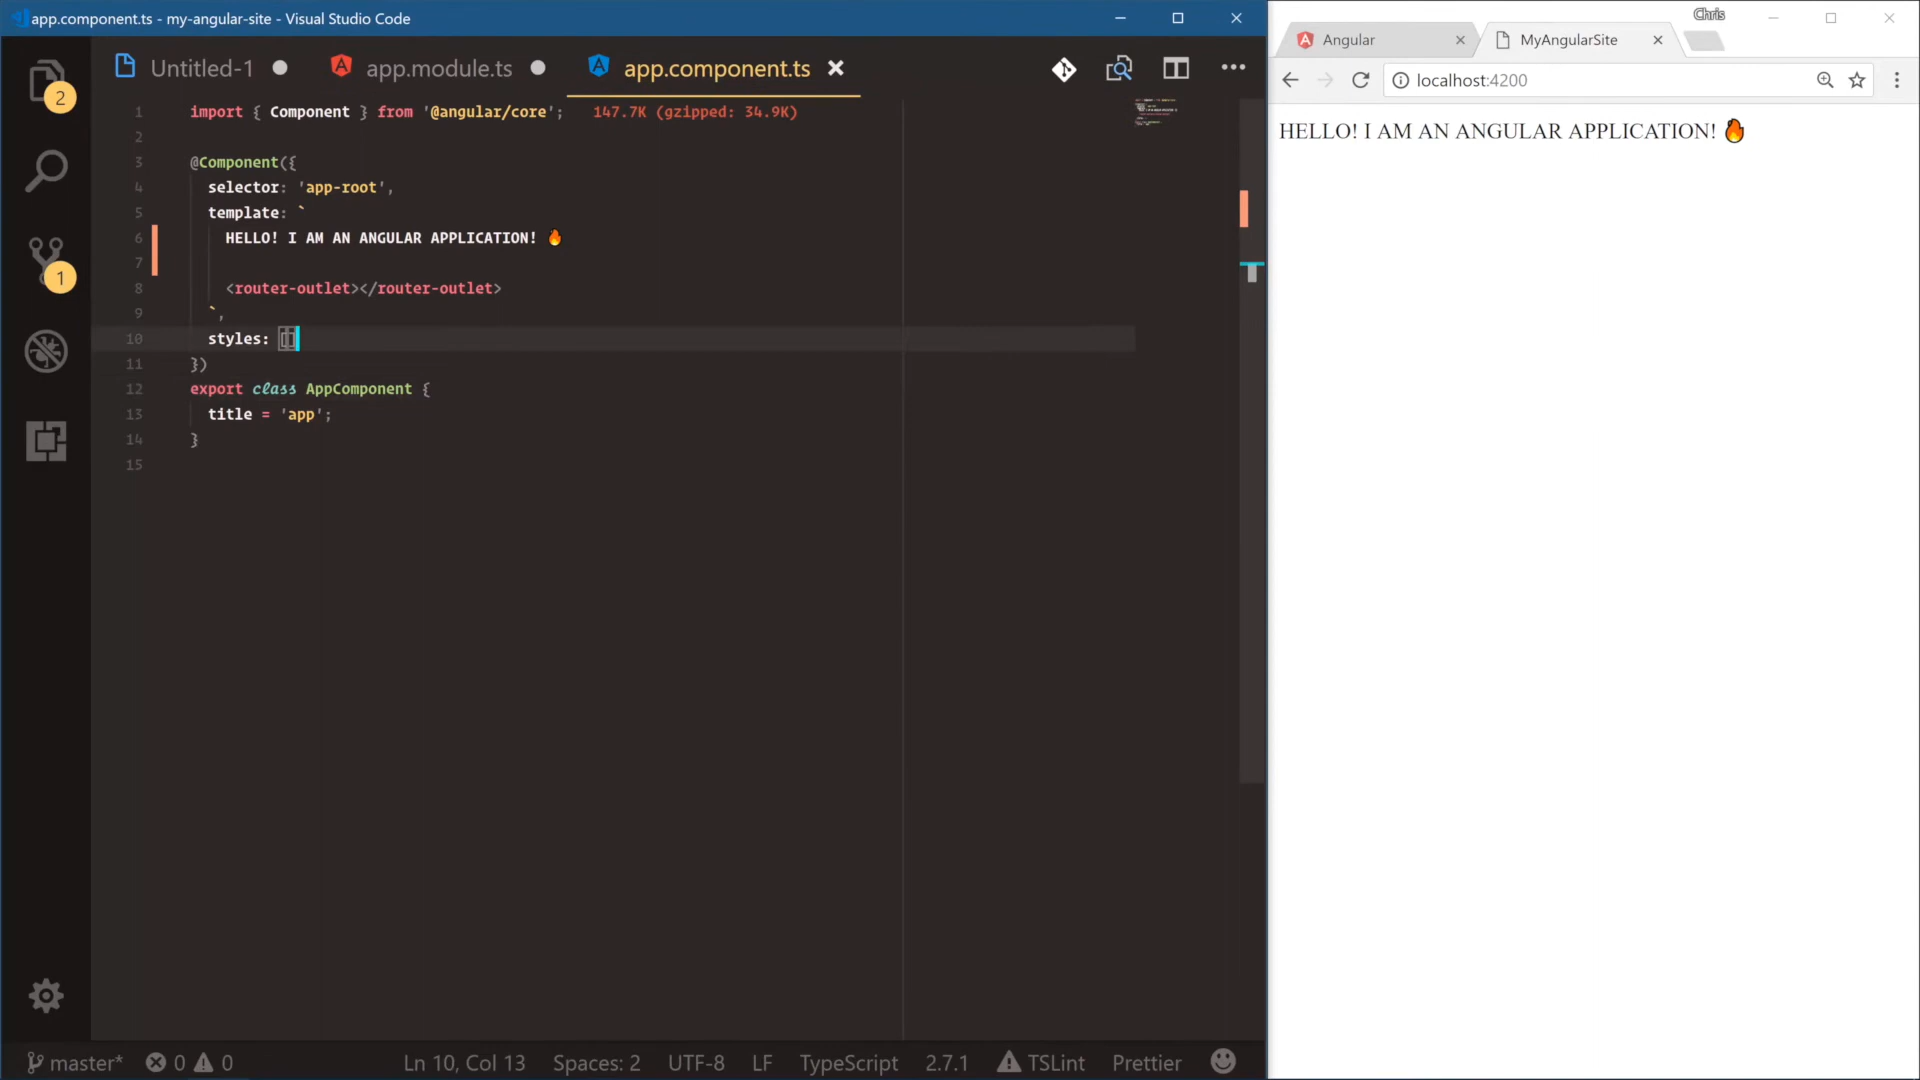 app.component.ts - my-angular-site - Visual Studio Code
Untitled-1
app.module.ts
app.component.ts
2
1
1 import { Component } from '@angular/core'; 147.7K (gzipped: 34.9K)
2
3 @Component({
4 selector: 'app-root',
5 template: `
6 HELLO! I AM AN ANGULAR APPLICATION! 🔥
7
8 <router-outlet></router-outlet>
9 `,
10 styles: []
11 })
12 export class AppComponent {
13 title = 'app';
14 }
15
master* 0 0 Ln 10, Col 13 Spaces: 2 UTF-8 LF TypeScript 2.7.1 TSLint Prettier
Chris
Angular
MyAngularSite
localhost:4200
HELLO! I AM AN ANGULAR APPLICATION! 🔥